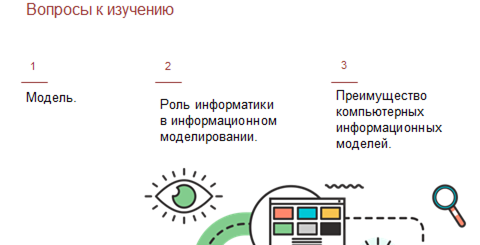 Вопросы к изучению
1
Модель.
2
Роль информатики
в информационном
моделировании.
3
Преимущество
компьютерных
информационных
моделей.